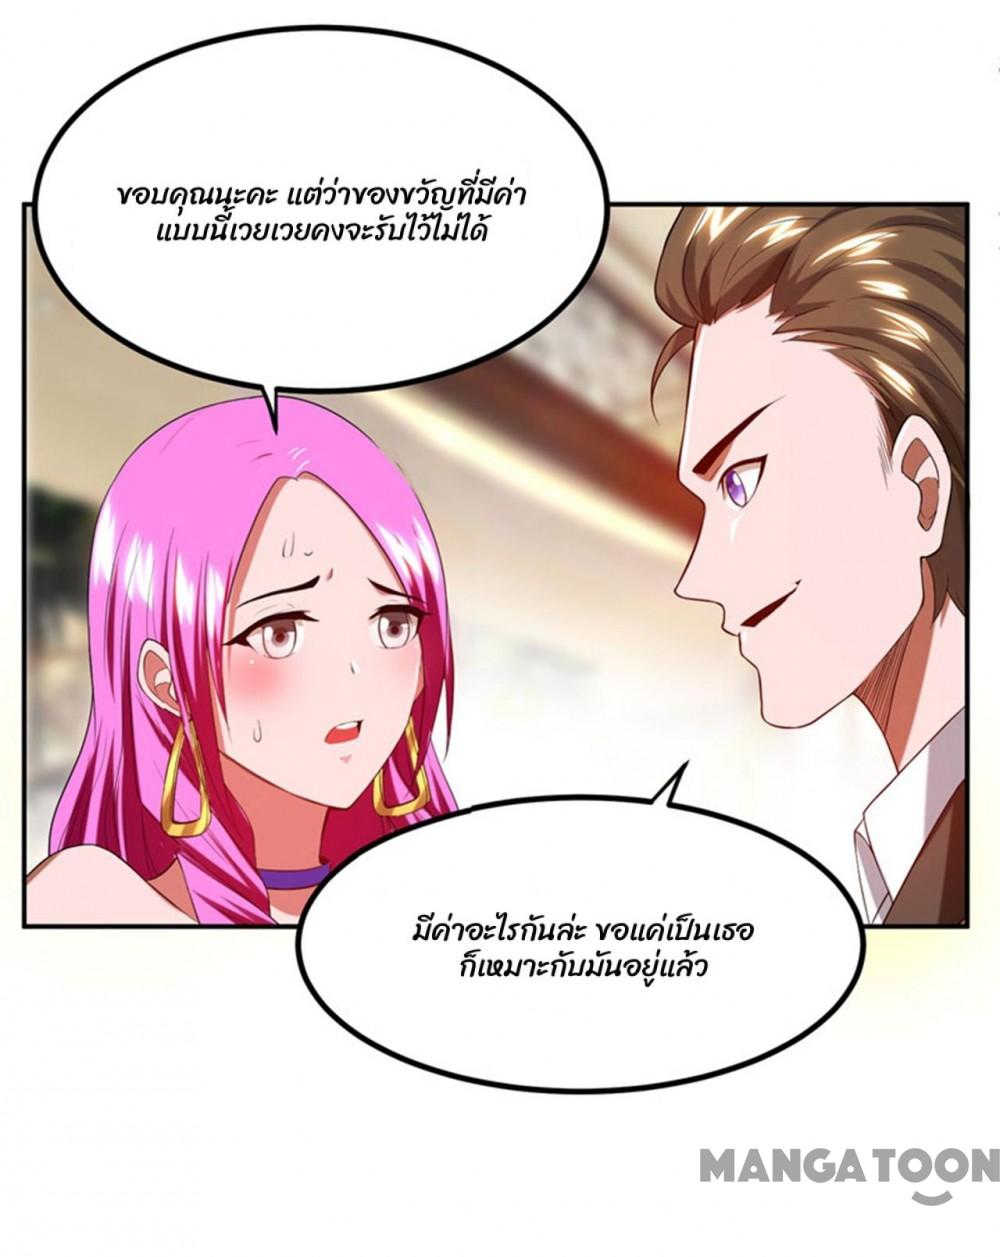 ขอบคุณนะคะ แต่ว่าของขวัญที่มีค่า
แบบนี้เวยเวยคงจะรับไว้ไม่ได้
มีค่าอะไรกันล่ะ ขอแค่เป็นเธอ
ก็เหมาะกับมันอยู่แล้ว
MANGATOON